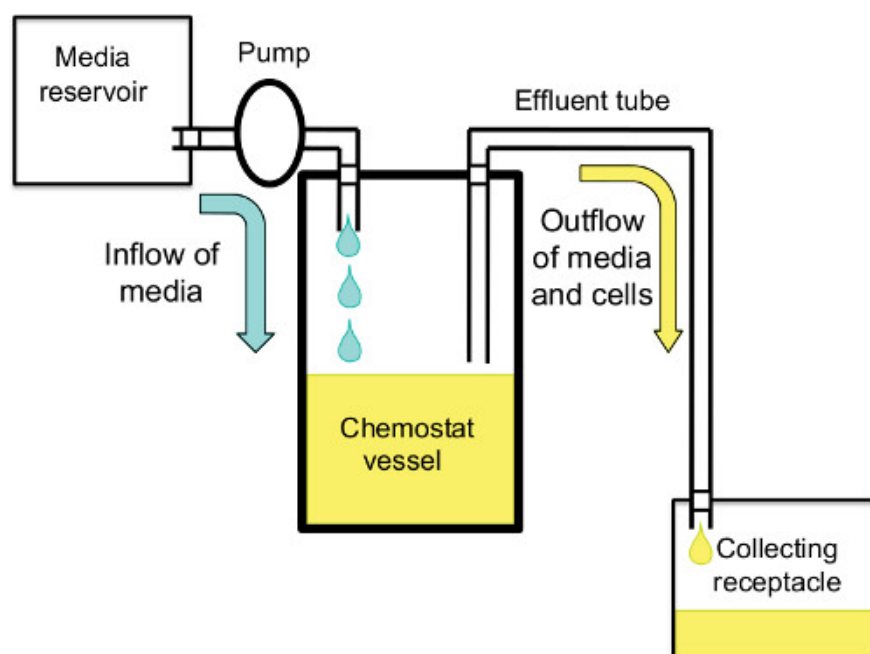 Media
reservoir
Pump
Effluent tube
Inflow of
media
Outflow
of media
and cells
Chemostat
vessel
Collecting
receptacle